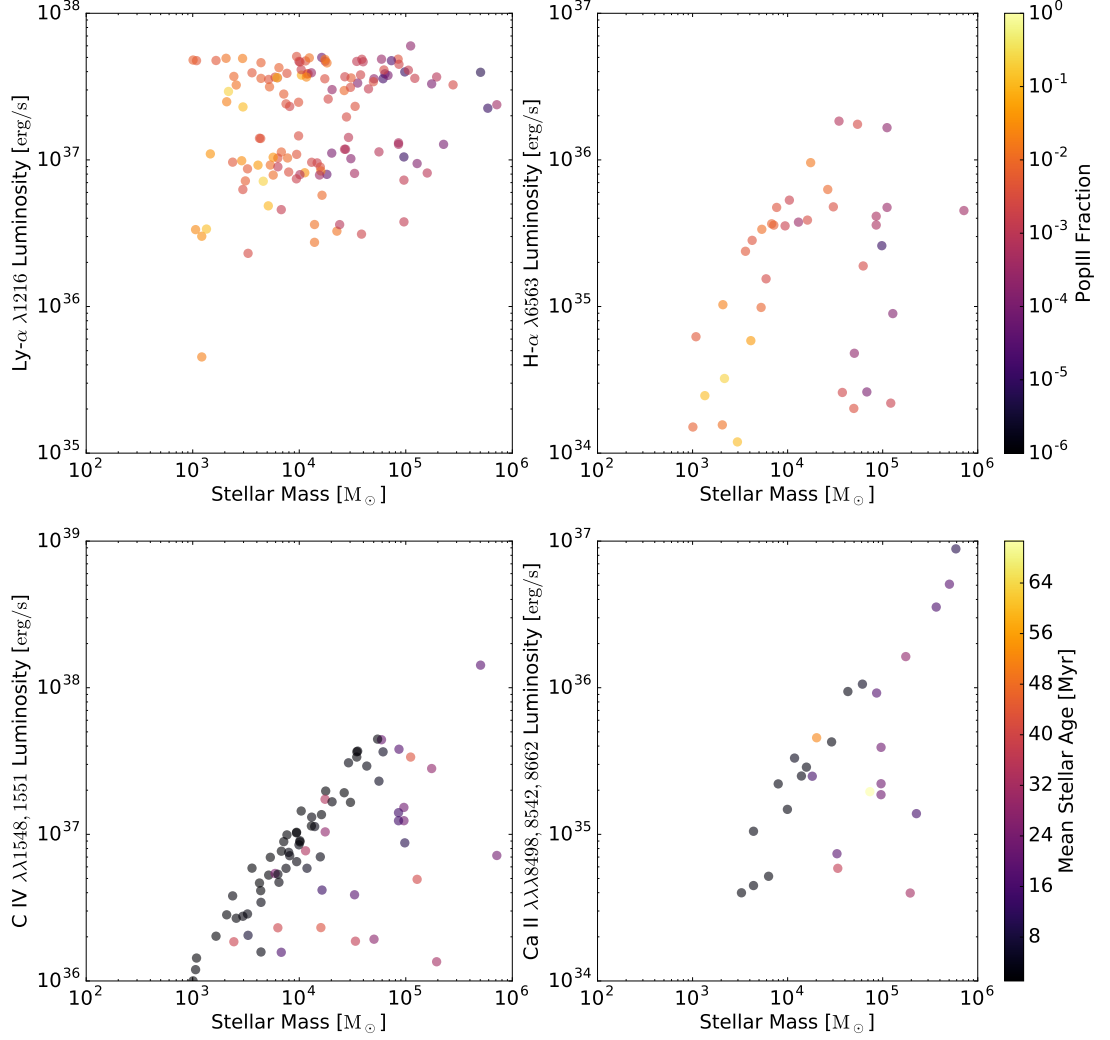 10^38
10^37
10^36
10^35
10^2 10^3 10^4 10^5 10^6
Stellar Mass [M⊙]
Ly-α λ1216 Luminosity [erg/s]
10^37
10^36
10^35
10^34
10^2 10^3 10^4 10^5 10^6
Stellar Mass [M⊙]
H-α λ6563 Luminosity [erg/s]
10^0
10^-1
10^-2
10^-3
10^-4
10^-5
10^-6
PopIII Fraction
10^39
10^38
10^37
10^36
10^2 10^3 10^4 10^5 10^6
Stellar Mass [M⊙]
C IV λλ1548, 1551 Luminosity [erg/s]
10^37
10^36
10^35
10^34
10^2 10^3 10^4 10^5 10^6
Stellar Mass [M⊙]
Ca II λλλ8498, 8542, 8662 Luminosity [erg/s]
64
56
48
40
32
24
16
8
Mean Stellar Age [Myr]